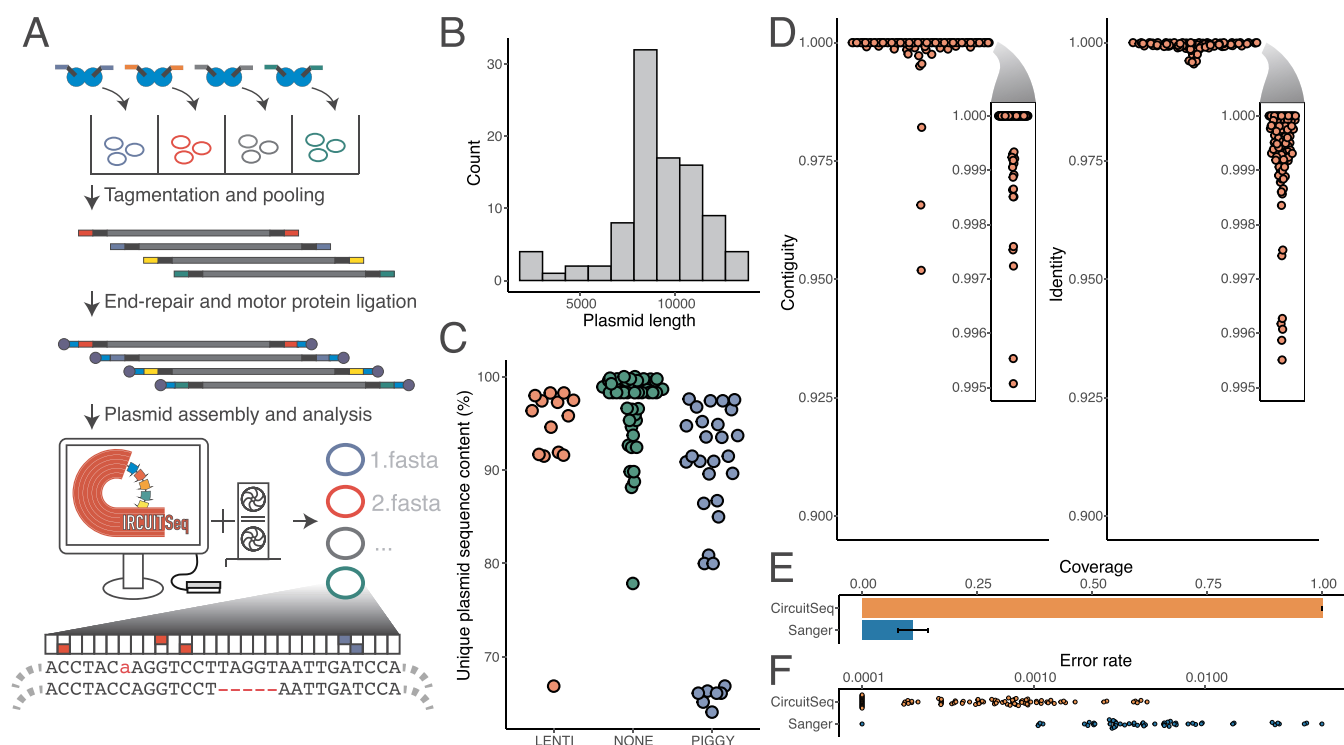 A
Tagmentation and pooling
End-repair and motor protein ligation
Plasmid assembly and analysis
IRCUITSeq
1.fasta
2.fasta
...
ACCTACaAGGTCCTTAGGTAATTGATCCA
ACCTACCAGGTCCT-----AATTGATCCA
B
Count
30
20
10
0
5000 10000
Plasmid length
C
Unique plasmid sequence content (%)
100
90
80
70
LENTI NONE PIGGY
D
Contiguity
1.000
0.975
0.950
0.925
0.900
1.000
0.999
0.998
0.997
0.996
0.995
Identity
1.000
0.975
0.950
0.925
0.900
1.000
0.999
0.998
0.997
0.996
0.995
E
Coverage
0.00 0.25 0.50 0.75 1.00
CircuitSeq
Sanger
F
Error rate
0.0001 0.0010 0.0100
CircuitSeq
Sanger